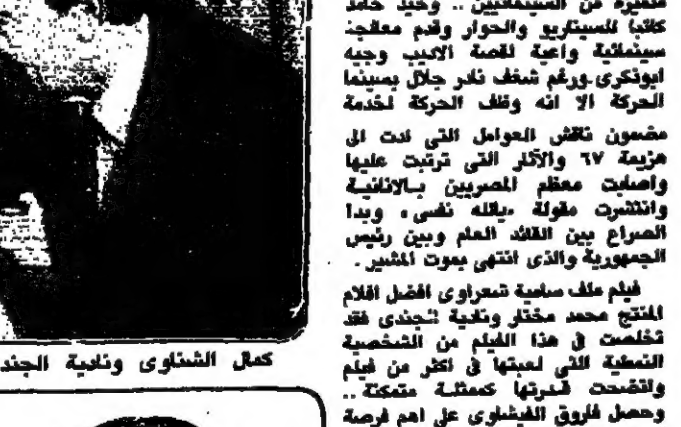 متميزة من السينمائيين .. وحيد حامد
كاتبا للسيناريو والحوار وقدم معالجة
سينمائية واعية لقصة الاديب وجيه
ابوذكرى.ورغم شغف نادر جلال بسينما
الحركة الا انه وظف الحركة لخدمة
مضمون ناقش العوامل التى ادت الى
هزيمة ٦٧ والآثار التى ترتبت عليها
واصابت معظم المصريين بالانانية
وانتشرت مقولة «يالله نفسى» وبدا
الصراع بين القائد العام وبين رئيس
الجمهورية والذى انتهى بموت المشير .
فيلم ملف سامية شعراوى افضل افلام
المنتج محمد مختار ونادية الجندى فقد
تخلصت فى هذا الفيلم من الشخصية
النمطية التى لعبتها فى اكثر من فيلم
واتضحت قدرتها كممثلة متمكنة ..
وحصل فاروق الفيشاوى على اهم فرصة
كمال الشناوى ونادية الجند